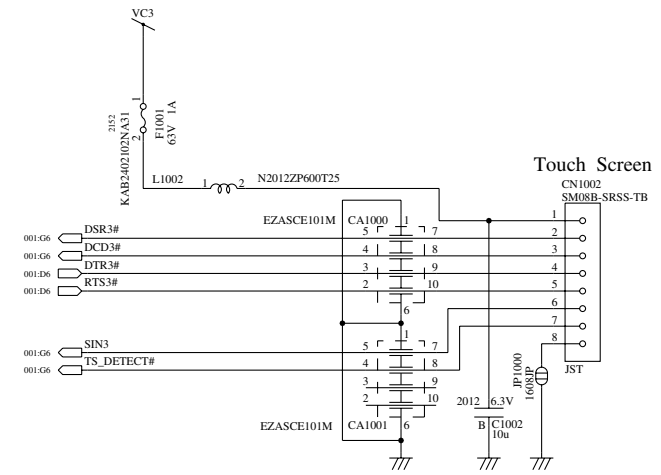 VC3
1
2
2152
KAB2402102NA31
F1001
63V 1A
L1002
1
2
N2012ZP600T25
Touch Screen
CN1002
SM08B-SRSS-TB
EZASCE101M
CA1000
1
001:G6
DSR3#
5
7
001:G6
DCD3#
4
8
001:D6
DTR3#
3
9
001:D6
RTS3#
2
10
6
1
2
3
4
5
6
7
8
JST
1
001:G6
SIN3
5
7
001:G6
TS_DETECT#
4
8
3
9
2
10
EZASCE101M
CA1001
6
2012
6.3V
B
C1002
10u
JP1000
1608JP